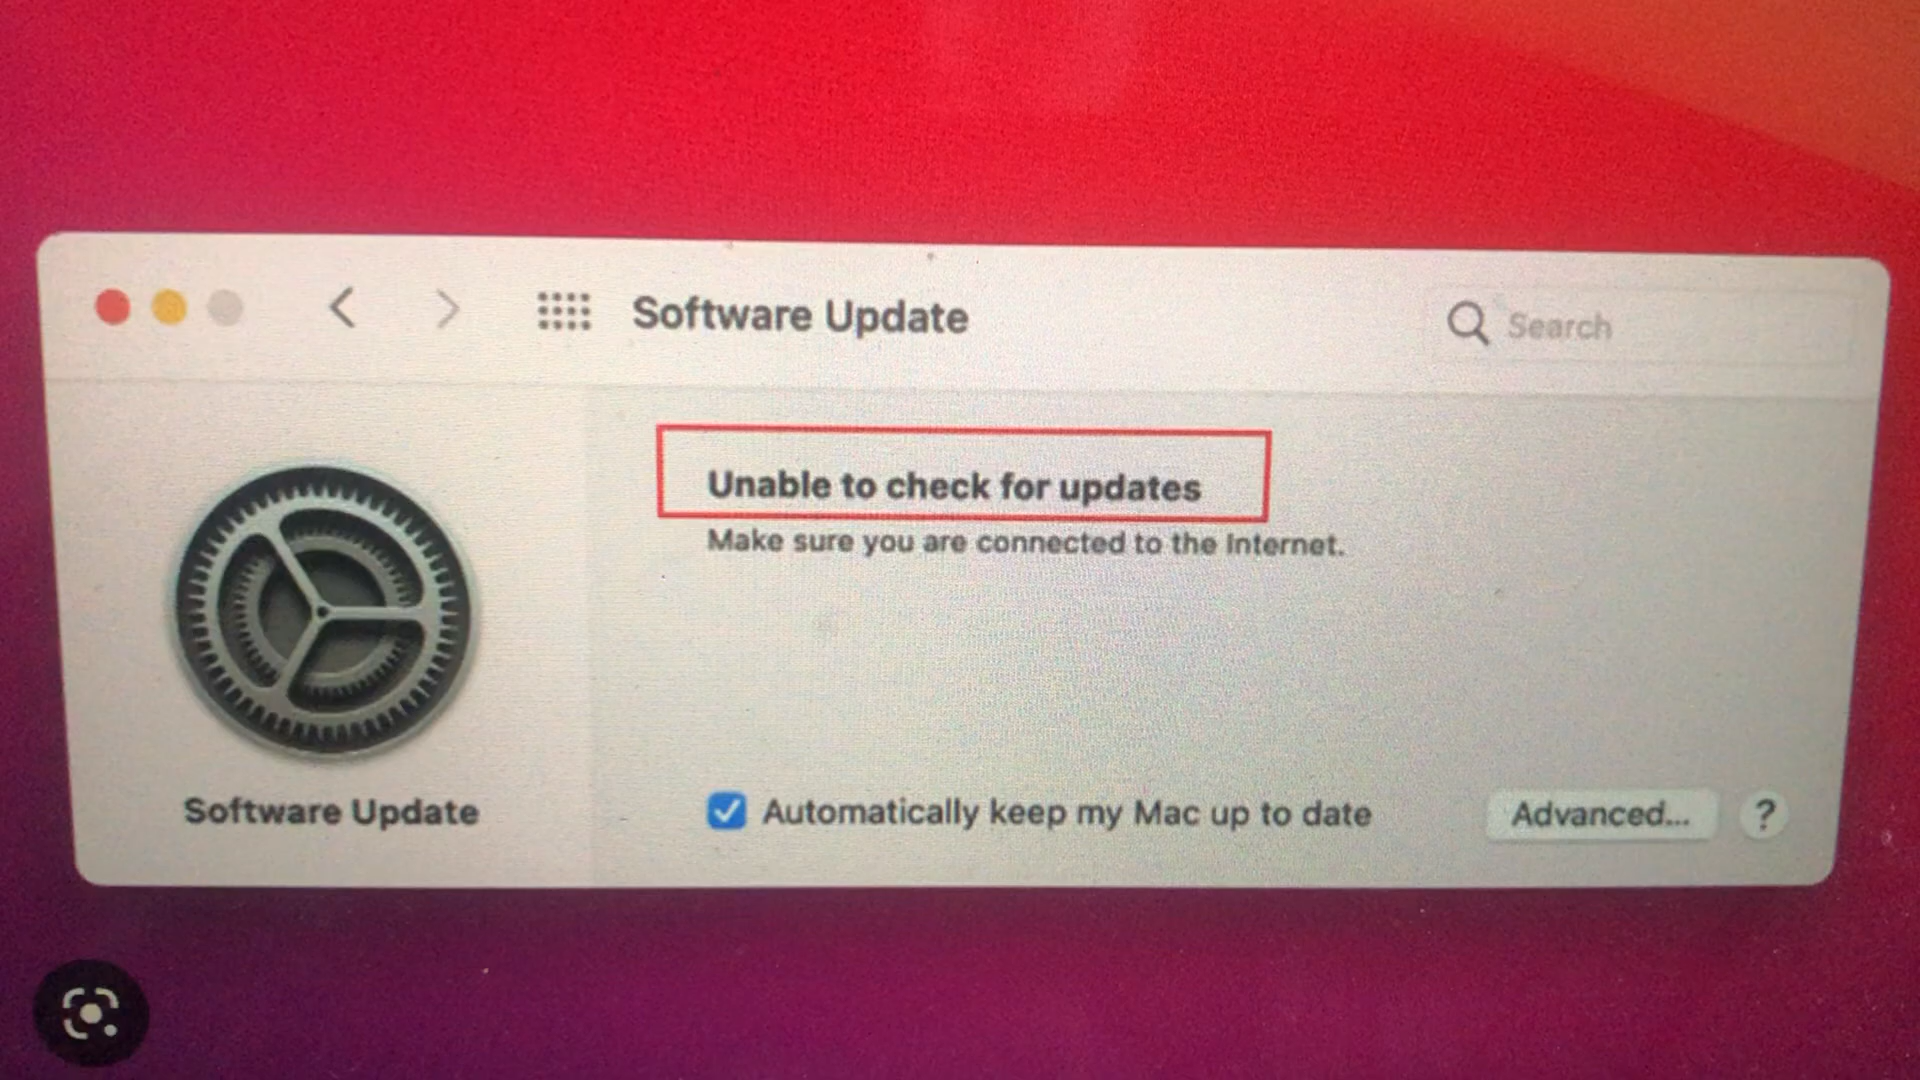 Software Update
Search
Unable to check for updates
Make sure you are connected to the Internet.
Software Update
Automatically keep my Mac up to date
Advanced...
?